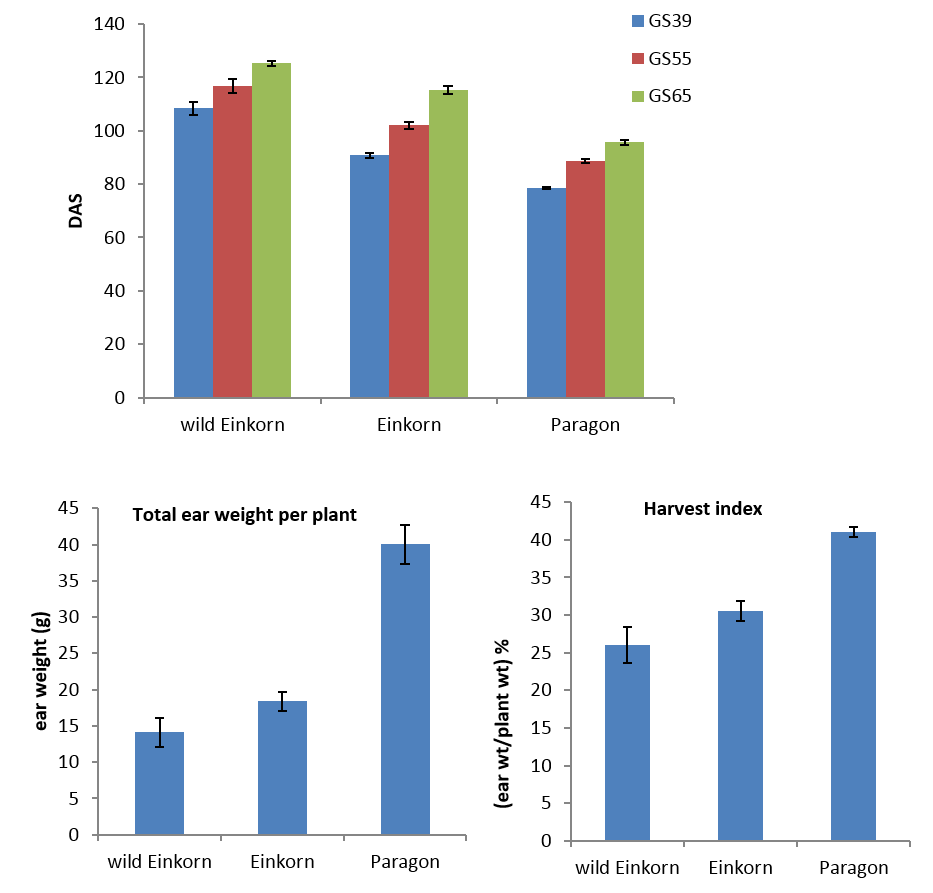 140
120
100
80
60
40
20
0
DAS
GS39
GS55
GS65
wild Einkorn
Einkorn
Paragon
Total ear weight per plant
45
40
35
30
25
20
15
10
5
0
ear weight (g)
wild Einkorn
Einkorn
Paragon
Harvest index
45
40
35
30
25
20
15
10
5
0
(ear wt/plant wt) %
wild Einkorn
Einkorn
Paragon